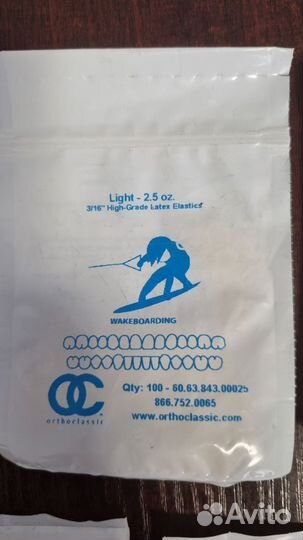 Light - 2.5 oz.
3/16" High-Grade Latex Elastics
WAKEBOARDING
OC
orthoclassic
Qty: 100 - 60.63.843.00025
866.752.0065
www.orthoclassic.com
Avito